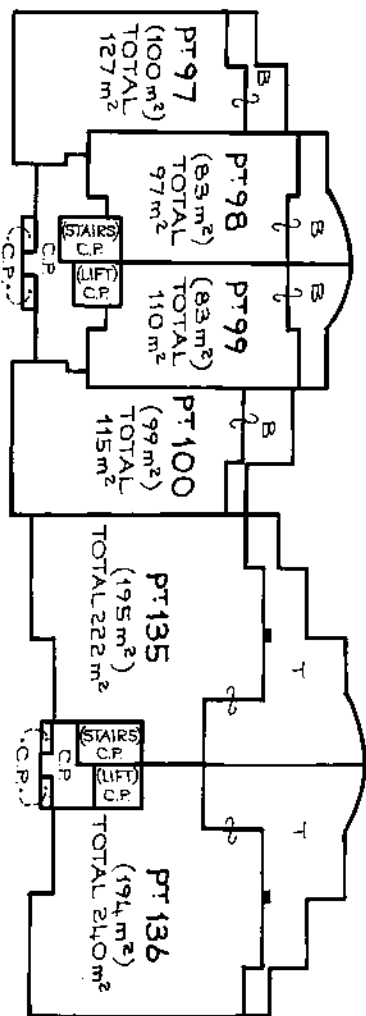 PT 97
(100 m²)
TOTAL
127 m²
B
PT 98
(83 m²)
TOTAL
97 m²
B
(STAIRS)
C.P.
(LIFT)
C.P.
C.P.
(C.P.)
PT 99
(83 m²)
TOTAL
110 m²
B
PT 100
(99 m²)
TOTAL
115 m²
B
PT 135
(195 m²)
TOTAL 222 m²
T
(STAIRS)
C.P.
(LIFT)
C.P.
C.P.
(C.P.)
PT 136
(194 m²)
TOTAL 240 m²
T